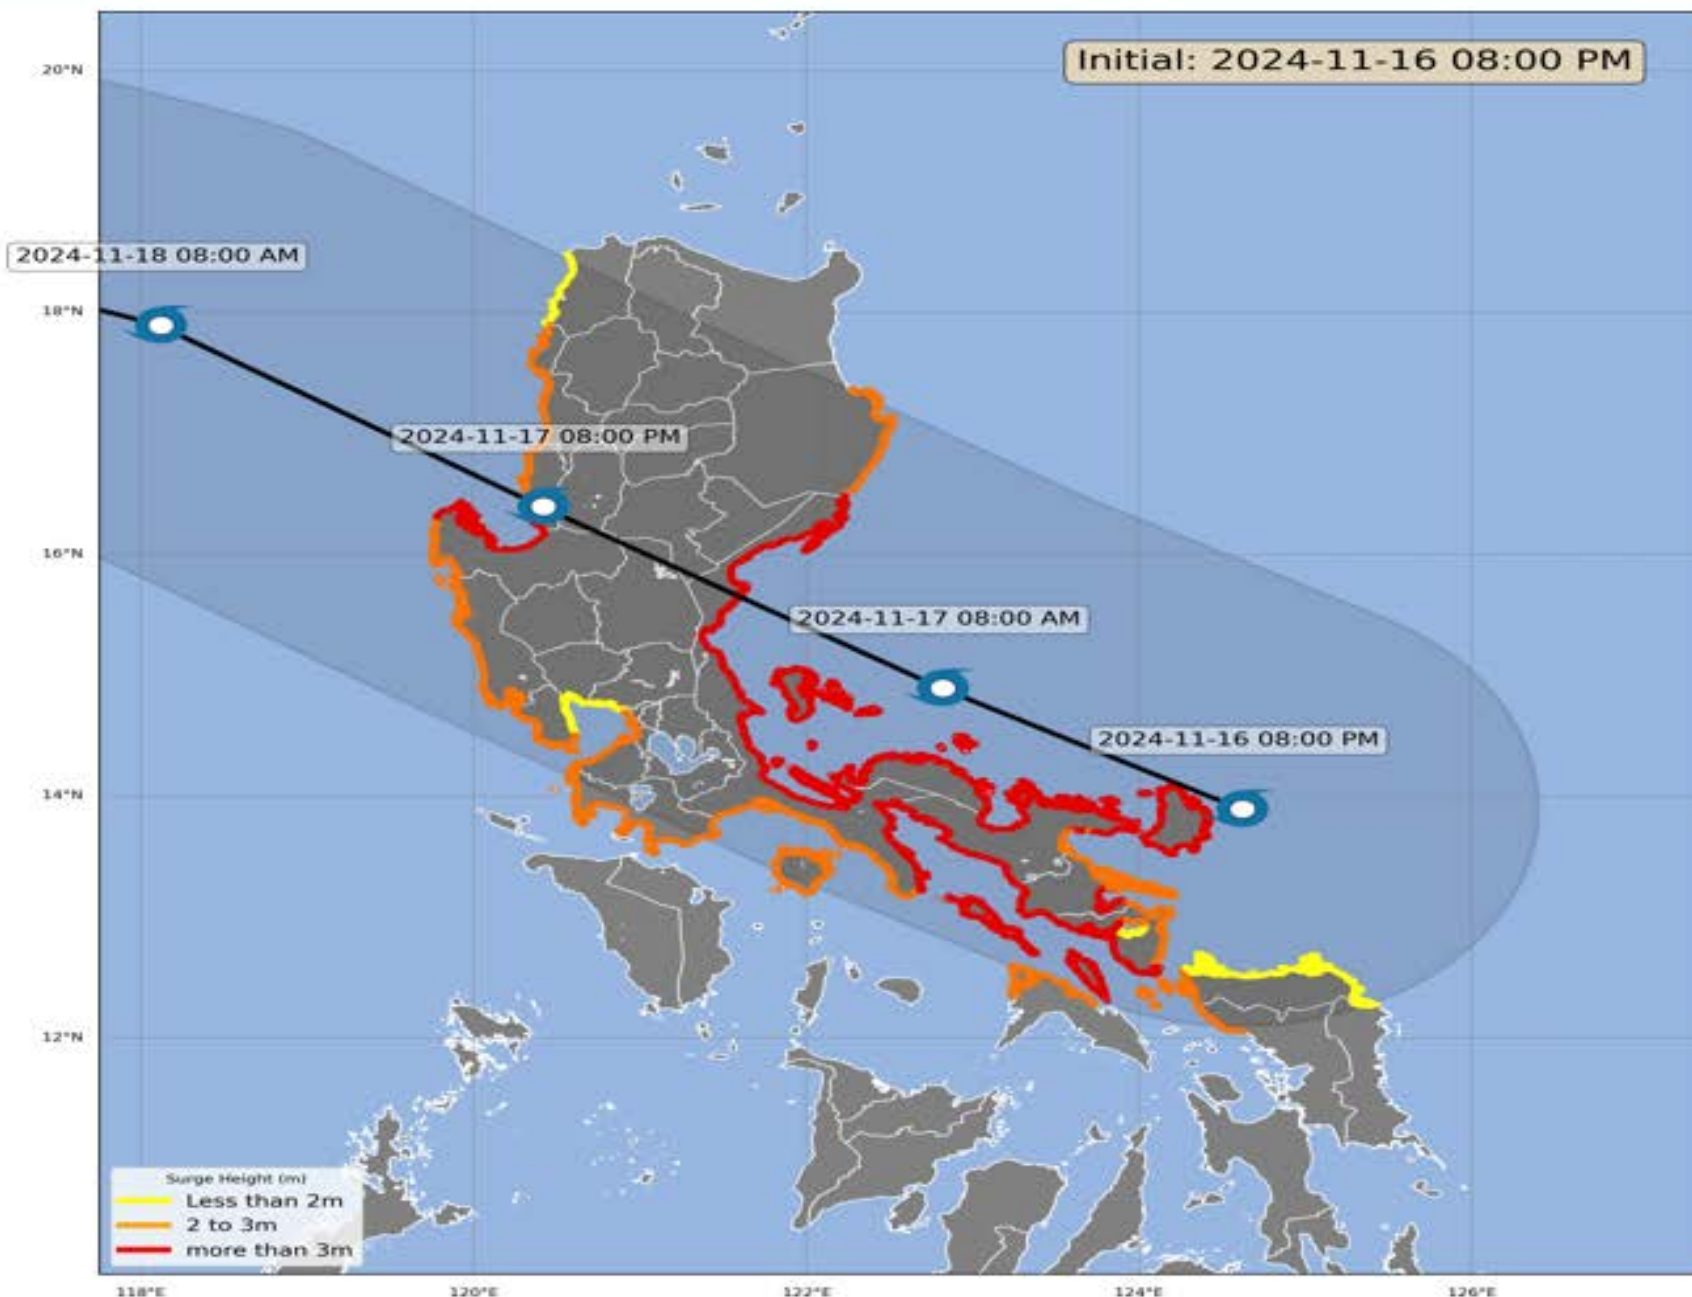 Initial: 2024-11-16 08:00 PM
20°N
2024-11-18 08:00 AM
18°N
2024-11-17 08:00 PM
16°N
2024-11-17 08:00 AM
2024-11-16 08:00 PM
14°N
12°N
Surge Height (m)
Less than 2m
2 to 3m
more than 3m
118°E
120°E
122°E
124°E
126°E